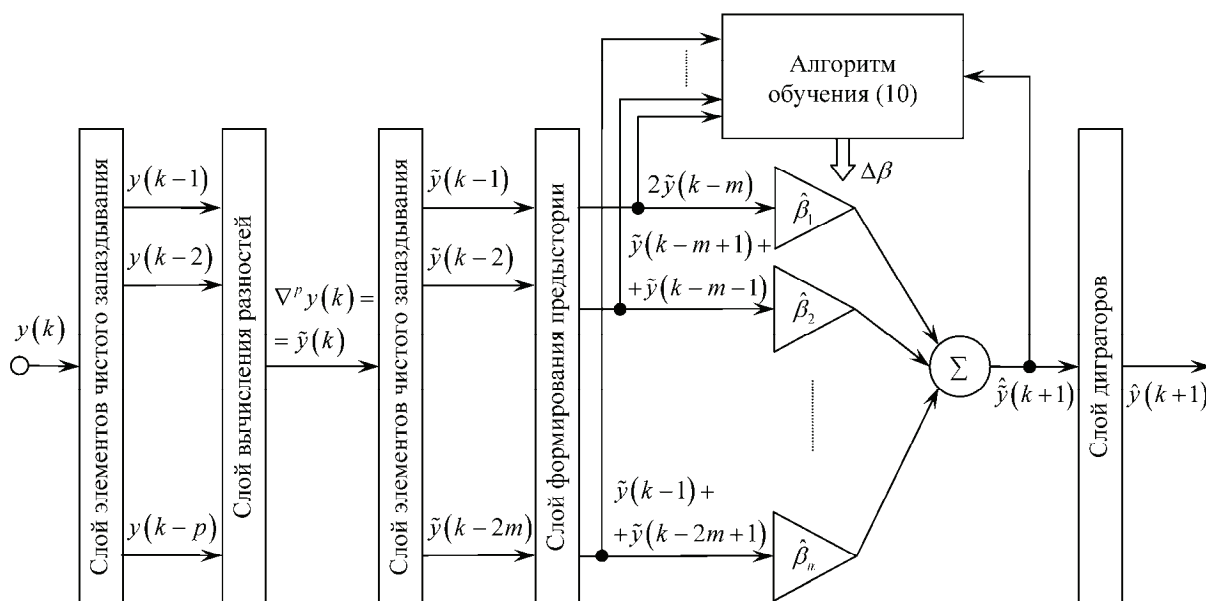 Алгоритм
обучения (10)
Δβ
y(k)
Слой элементов чистого запаздывания
y(k−1)
y(k−2)
y(k−p)
Слой вычисления разностей
∇ᵖ y(k) =
= ỹ(k)
Слой элементов чистого запаздывания
ỹ(k−1)
ỹ(k−2)
ỹ(k−2m)
Слой формирования предыстории
2ỹ(k−m)
ỹ(k−m+1) +
+ỹ(k−m−1)
ỹ(k−1) +
+ỹ(k−2m+1)
β̂₁
β̂₂
β̂ₘ
Σ
ỹ̂(k+1)
Слой диграторов
ŷ(k+1)